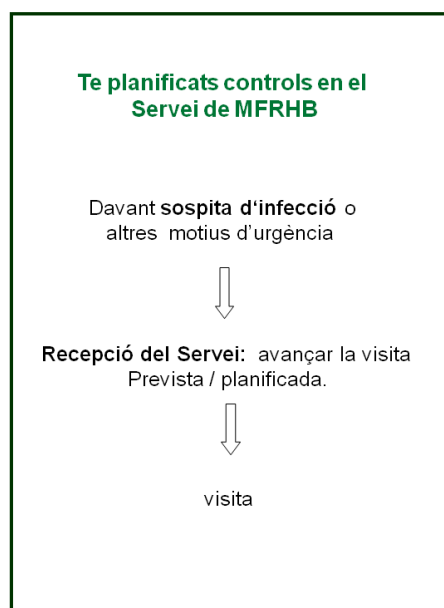 Te planificats controls en el
Servei de MFRHB
Davant sospita d‘infecció o
altres motius d’urgència
Recepció del Servei: avançar la visita
Prevista / planificada.
visita